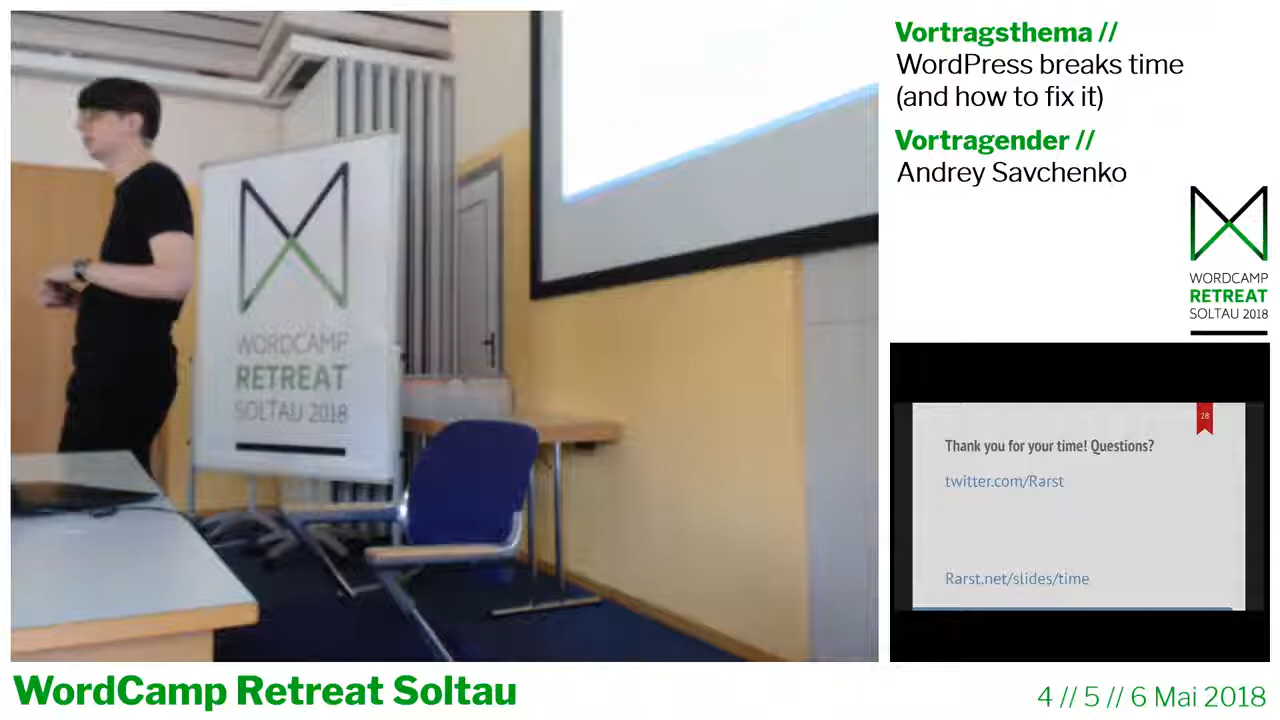 Vortragsthema //
WordPress breaks time
(and how to fix it)
Vortragender //
Andrey Savchenko
WORDCAMP
RETREAT
SOLTAU 2018
WORDCAMP
RETREAT
SOLTAU 2018
28
Thank you for your time! Questions?
twitter.com/Rarst
Rarst.net/slides/time
WordCamp Retreat Soltau
4 // 5 // 6 Mai 2018